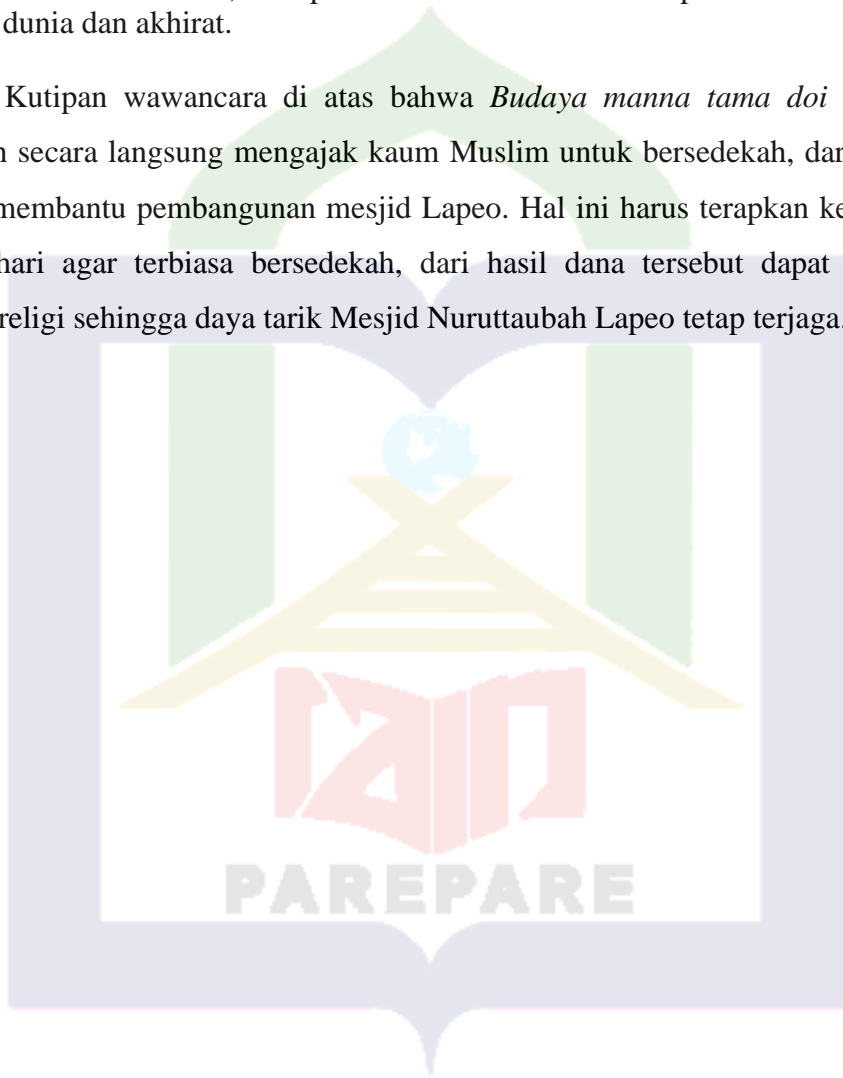 dunia dan akhirat.
Kutipan wawancara di atas bahwa Budaya manna tama doi
secara langsung mengajak kaum Muslim untuk bersedekah, dar
membantu pembangunan mesjid Lapeo. Hal ini harus terapkan ke
hari agar terbiasa bersedekah, dari hasil dana tersebut dapat
religi sehingga daya tarik Mesjid Nuruttaubah Lapeo tetap terjaga.
iain
PAREPARE